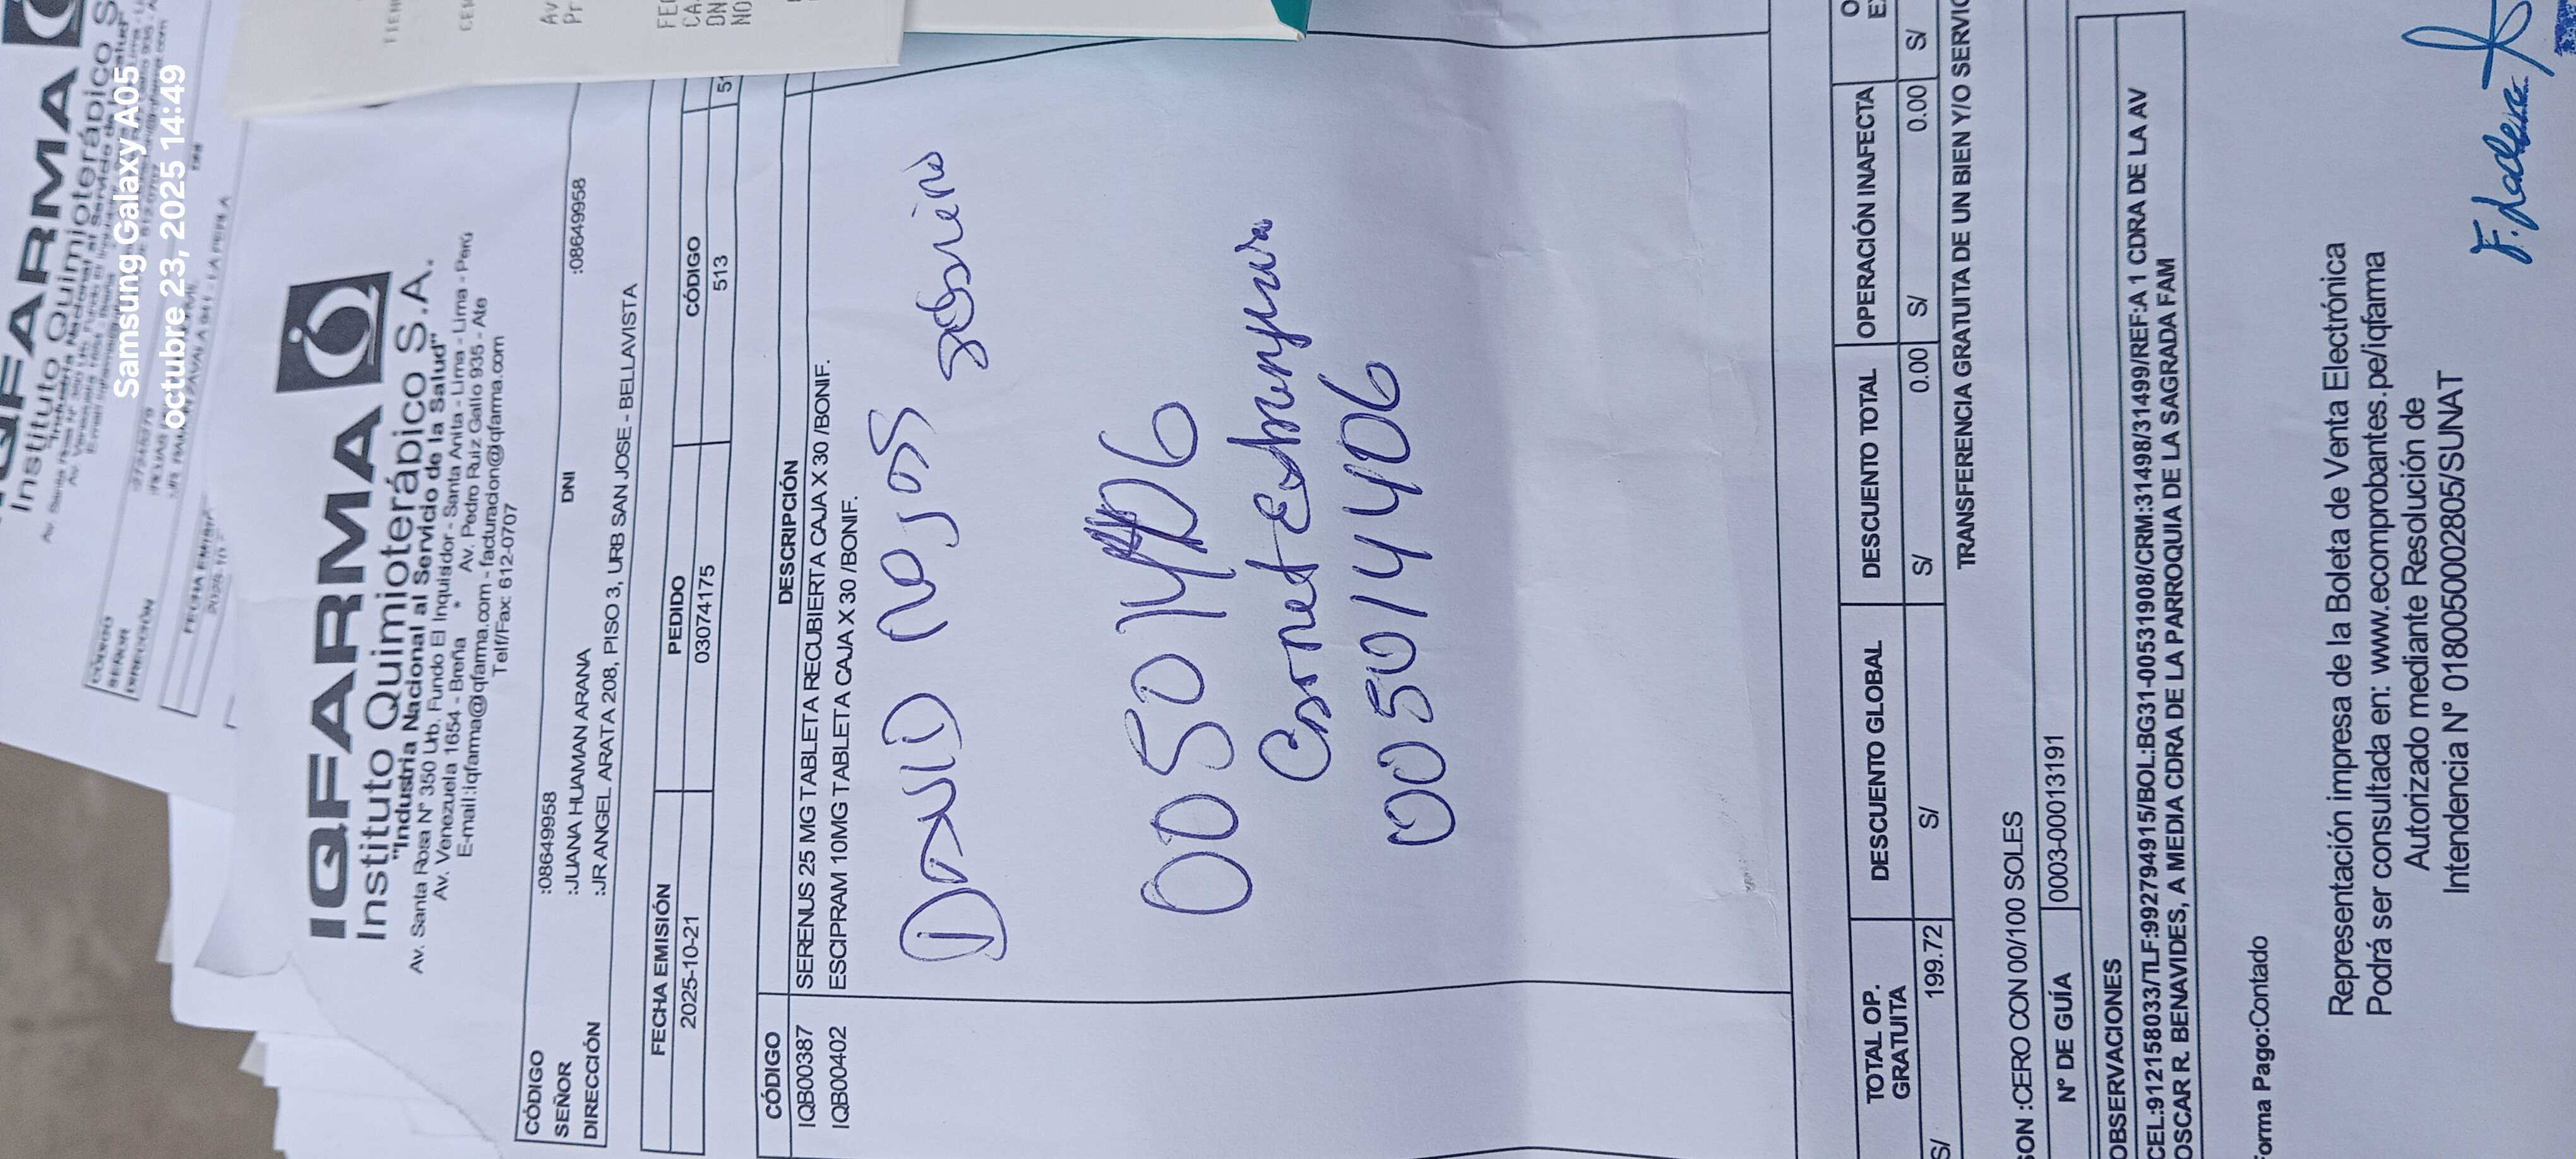 Samsung Galaxy A05
octubre 23, 2025 14:49
IQFARMA
Instituto Quimioterápico S.A.
"Industria Nacional al Servicio de la Salud"
Av. Santa Rosa N° 350 Urb. Fundo El Inquisidor - Santa Anita - Lima - Lima - Perú
Av. Venezuela 1654 - Breña * Av. Pedro Ruiz Gallo 935 - Ate
E-mail:iqfarma@iqfarma.com - facturacion@iqfarma.com
Telf/Fax: 612-0707
CÓDIGO :08649958
SEÑOR :JUANA HUAMAN ARANA DNI :08649958
DIRECCIÓN :JR ANGEL ARATA 208, PISO 3, URB SAN JOSE - BELLAVISTA
FECHA EMISIÓN PEDIDO CÓDIGO
2025-10-21 03074175 513
CÓDIGO DESCRIPCIÓN
IQB00387 SERENUS 25 MG TABLETA RECUBIERTA CAJA X 30 /BONIF.
IQB00402 ESCIPRAM 10MG TABLETA CAJA X 30 /BONIF.
David
005014406
TOTAL OP. GRATUITA DESCUENTO GLOBAL DESCUENTO TOTAL OPERACIÓN INAFECTA
S/ 199.72 S/ S/ 0.00 S/ 0.00 S/
TRANSFERENCIA GRATUITA DE UN BIEN Y/O SERVIC
SON :CERO CON 00/100 SOLES
N° DE GUÍA 0003-00013191
OBSERVACIONES
CEL:912158033/TLF:992794915/BOL:BG31-00531908/CRM:31498/31499/REF:A 1 CDRA DE LA AV
OSCAR R. BENAVIDES, A MEDIA CDRA DE LA PARROQUIA DE LA SAGRADA FAM
orma Pago:Contado
Representación impresa de la Boleta de Venta Electrónica
Podrá ser consultada en: www.ecomprobantes.pe/iqfarma
Autorizado mediante Resolución de
Intendencia N° 0180050002805/SUNAT